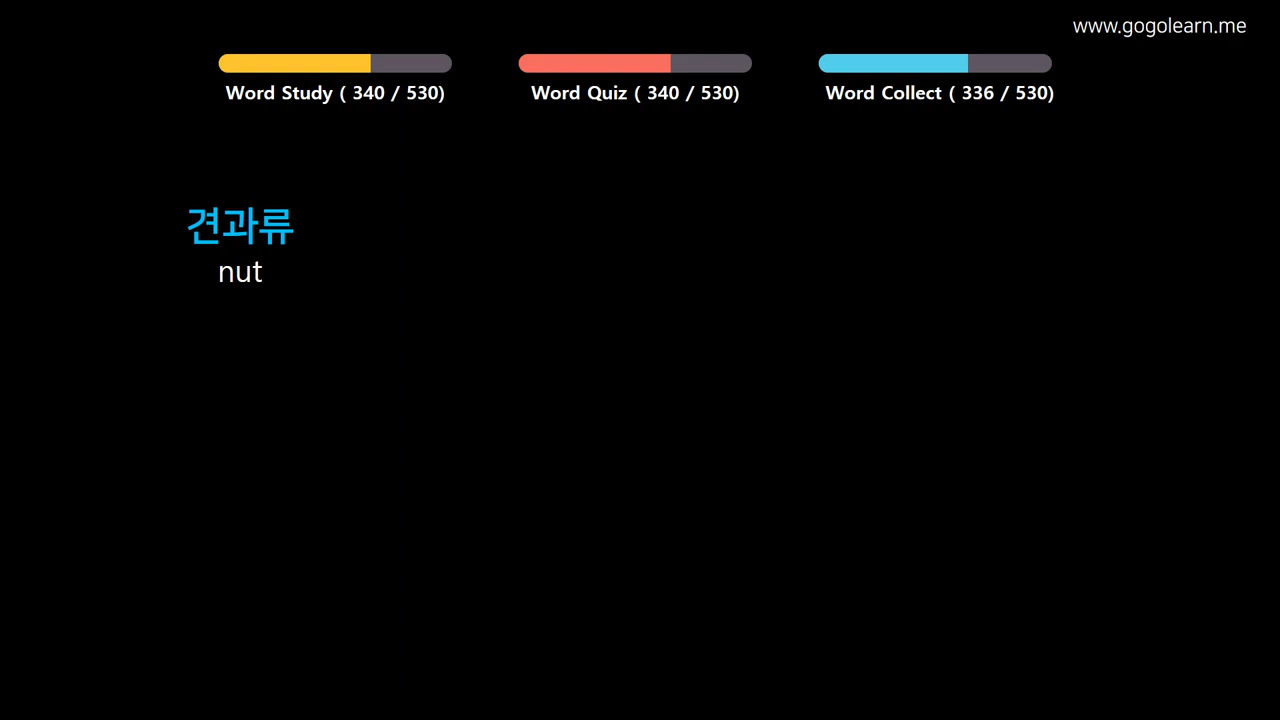 www.gogolearn.me
Word Study ( 340 / 530)
Word Quiz ( 340 / 530)
Word Collect ( 336 / 530)
견과류
nut